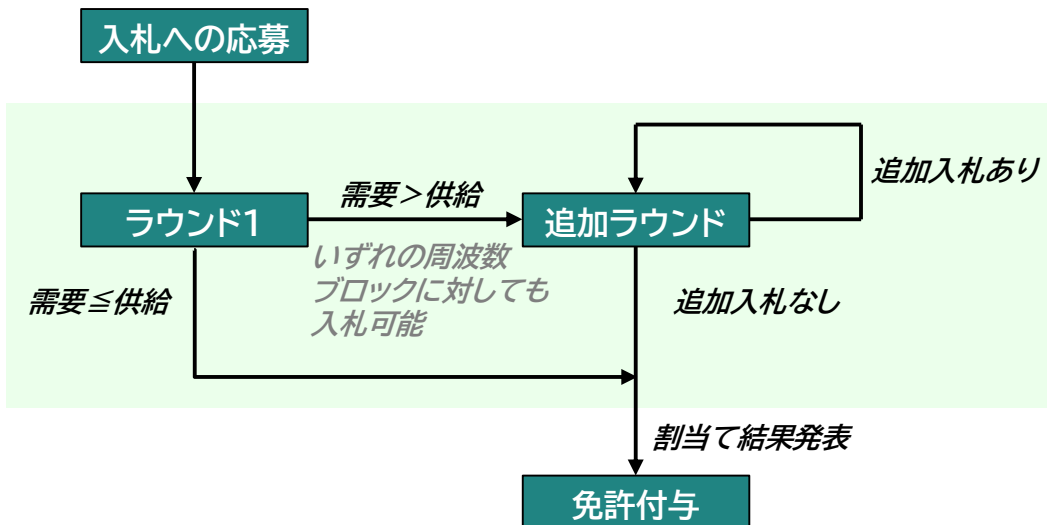 入札への応募
需要＞供給
追加入札あり
ラウンド1
追加ラウンド
いずれの周波数
ブロックに対しても
入札可能
需要≦供給
追加入札なし
割当て結果発表
免許付与